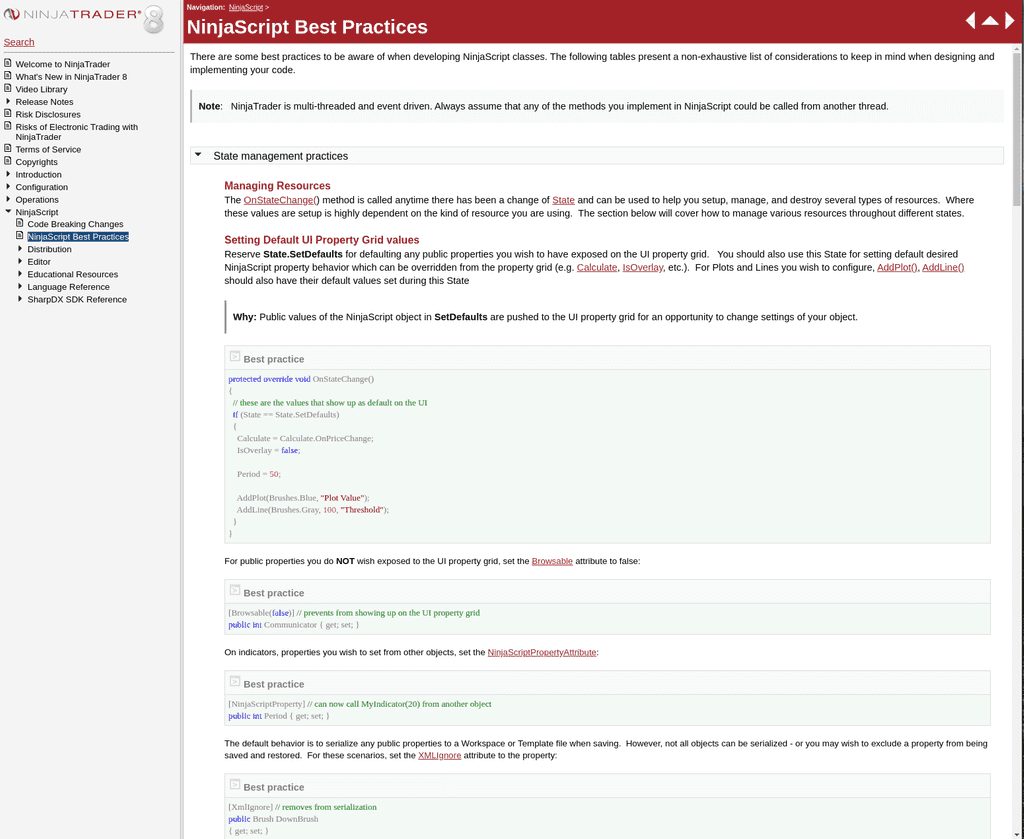 NINJATRADER® 8
Search
Welcome to NinjaTrader
What's New in NinjaTrader 8
Video Library
Release Notes
Risk Disclosures
Risks of Electronic Trading with
NinjaTrader
Terms of Service
Copyrights
Introduction
Configuration
Operations
NinjaScript
Code Breaking Changes
NinjaScript Best Practices
Distribution
Editor
Educational Resources
Language Reference
SharpDX SDK Reference
Navigation: NinjaScript >
NinjaScript Best Practices
There are some best practices to be aware of when developing NinjaScript classes. The following tables present a non-exhaustive list of considerations to keep in mind when designing and
implementing your code.
Note: NinjaTrader is multi-threaded and event driven. Always assume that any of the methods you implement in NinjaScript could be called from another thread.
State management practices
Managing Resources
The OnStateChange() method is called anytime there has been a change of State and can be used to help you setup, manage, and destroy several types of resources. Where
these values are setup is highly dependent on the kind of resource you are using. The section below will cover how to manage various resources throughout different states.
Setting Default UI Property Grid values
Reserve State.SetDefaults for defaulting any public properties you wish to have exposed on the UI property grid. You should also use this State for setting default desired
NinjaScript property behavior which can be overridden from the property grid (e.g. Calculate, IsOverlay, etc.). For Plots and Lines you wish to configure, AddPlot(), AddLine()
should also have their default values set during this State
Why: Public values of the NinjaScript object in SetDefaults are pushed to the UI property grid for an opportunity to change settings of your object.
Best practice
protected override void OnStateChange()
{
// these are the values that show up as default on the UI
if (State == State.SetDefaults)
{
Calculate = Calculate.OnPriceChange;
IsOverlay = false;
Period = 50;
AddPlot(Brushes.Blue, "Plot Value");
AddLine(Brushes.Gray, 100, "Threshold");
}
}
For public properties you do NOT wish exposed to the UI property grid, set the Browsable attribute to false:
Best practice
[Browsable(false)] // prevents from showing up on the UI property grid
public int Communicator { get; set; }
On indicators, properties you wish to set from other objects, set the NinjaScriptPropertyAttribute:
Best practice
[NinjaScriptProperty] // can now call MyIndicator(20) from another object
public int Period { get; set; }
The default behavior is to serialize any public properties to a Workspace or Template file when saving. However, not all objects can be serialized - or you may wish to exclude a property from being
saved and restored. For these scenarios, set the XMLIgnore attribute to the property:
Best practice
[XmlIgnore] // removes from serialization
public Brush DownBrush
{ get; set; }